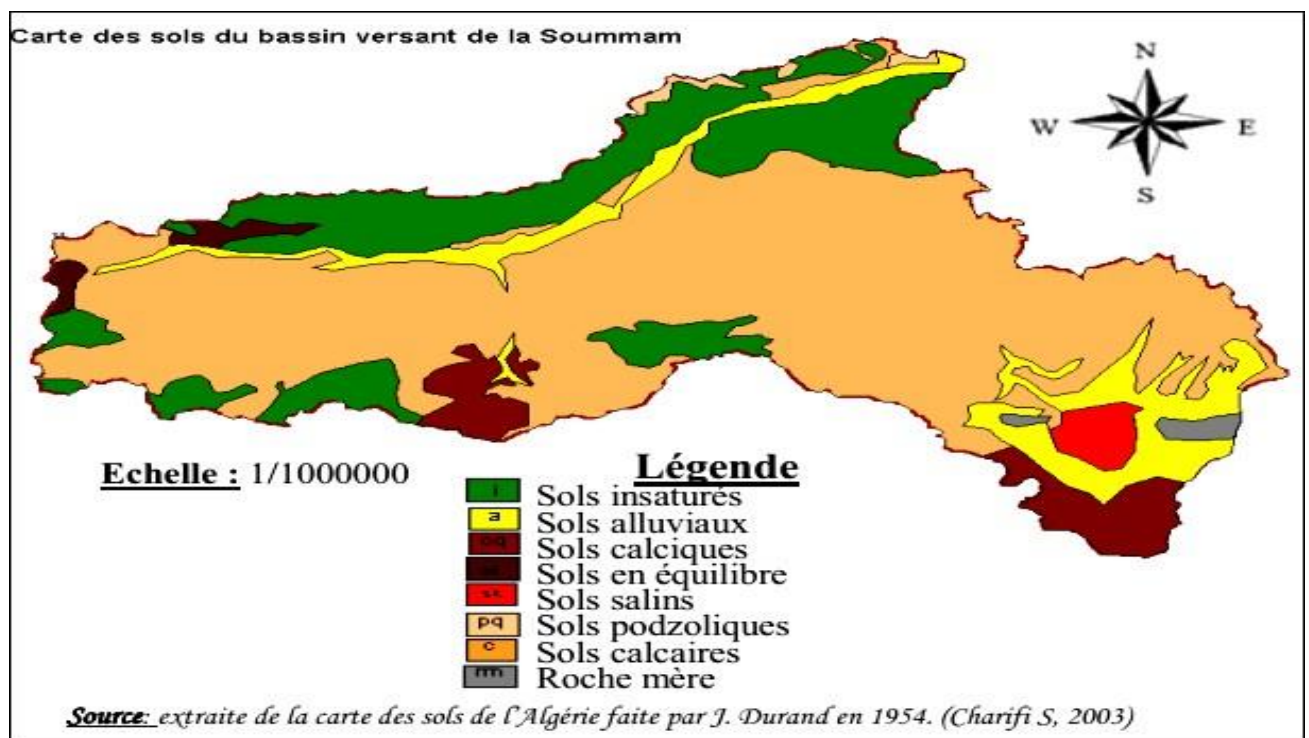 Carte des sols du bassin versant de la Soummam
N
W
E
S
Echelle : 1/1000000
Légende
i Sols insaturés
a Sols alluviaux
Sols calciques
Sols en équilibre
Sols salins
pq Sols podzoliques
c Sols calcaires
Roche mère
Source: extraite de la carte des sols de l'Algérie faite par J. Durand en 1954. (Charifi S, 2003)